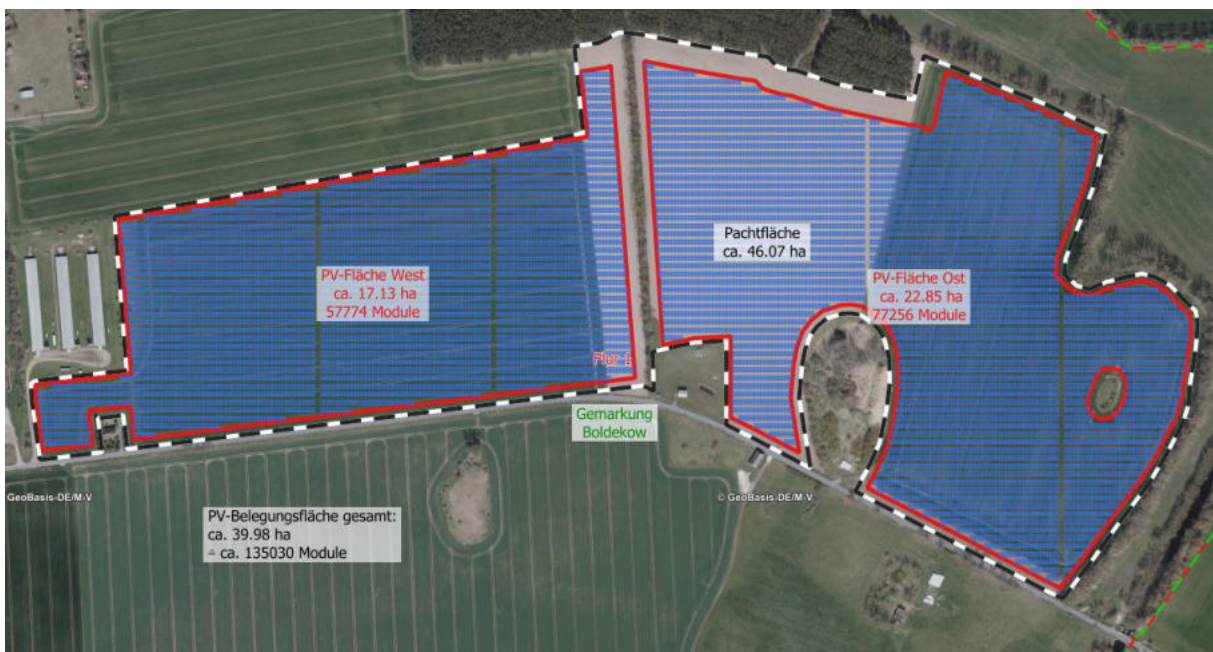 Pachtfläche
ca. 46.07 ha
PV-Fläche West
ca. 17.13 ha
57774 Module
PV-Fläche Ost
ca. 22.85 ha
77256 Module
Flur 1
Gemarkung
Boldekow
GeoBasis-DE/M-V
© GeoBasis-DE/M-V
PV-Belegungsfläche gesamt:
ca. 39.98 ha
≙ ca. 135030 Module